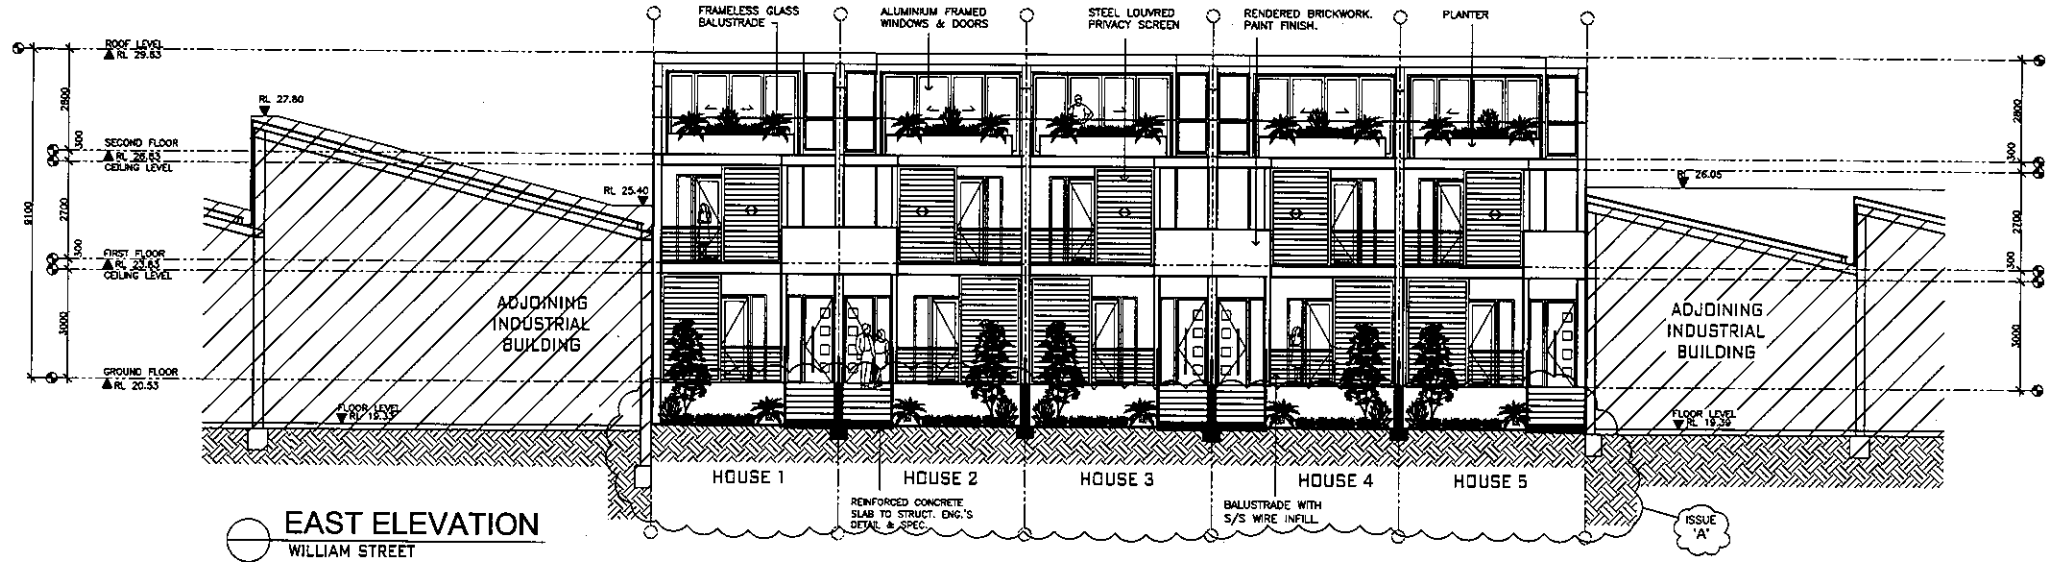 FRAMELESS GLASS
BALUSTRADE
ALUMINIUM FRAMED
WINDOWS & DOORS
STEEL LOUVRED
PRIVACY SCREEN
RENDERED BRICKWORK.
PAINT FINISH.
PLANTER
ROOF LEVEL
RL 29.63
RL 27.80
SECOND FLOOR
RL 26.83
CEILING LEVEL
RL 25.40
RL 26.05
FIRST FLOOR
RL 23.83
CEILING LEVEL
GROUND FLOOR
RL 20.53
FLOOR LEVEL
RL 19.33
FLOOR LEVEL
RL 19.39
2800
300
2700
300
3000
9100
2800
300
2700
300
3000
ADJOINING
INDUSTRIAL
BUILDING
ADJOINING
INDUSTRIAL
BUILDING
HOUSE 1
HOUSE 2
HOUSE 3
HOUSE 4
HOUSE 5
REINFORCED CONCRETE
SLAB TO STRUCT. ENG.'S
DETAIL & SPEC.
BALUSTRADE WITH
S/S WIRE INFILL
ISSUE
'A'
EAST ELEVATION
WILLIAM STREET